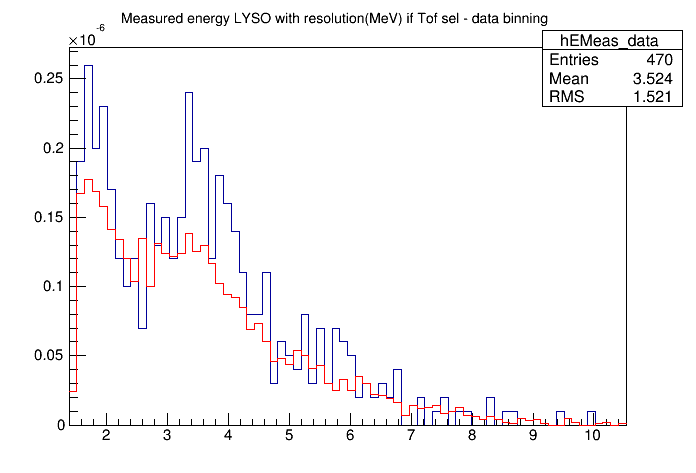 Measured energy LYSO with resolution(MeV) if Tof sel - data binning
×10^-6
hEMeas_data
Entries 470
Mean 3.524
RMS 1.521
0.25
0.2
0.15
0.1
0.05
0
2 3 4 5 6 7 8 9 10